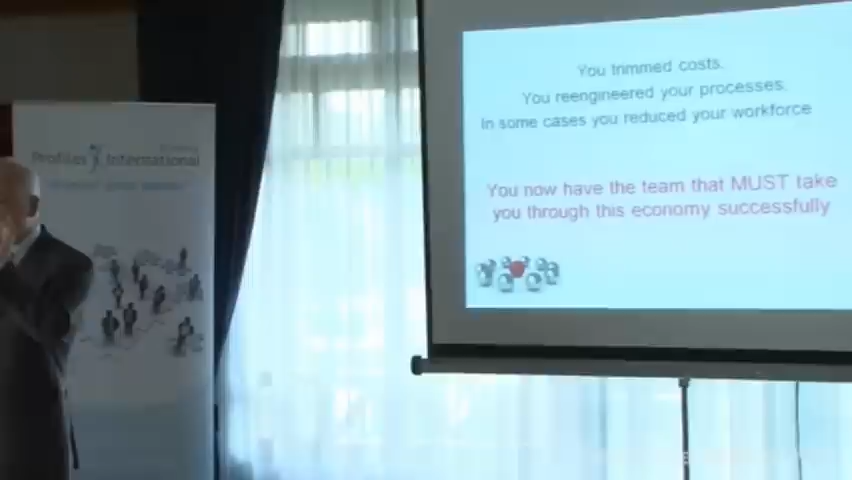 Profiles International
You trimmed costs.
You reengineered your processes.
In some cases you reduced your workforce
You now have the team that MUST take
you through this economy successfully